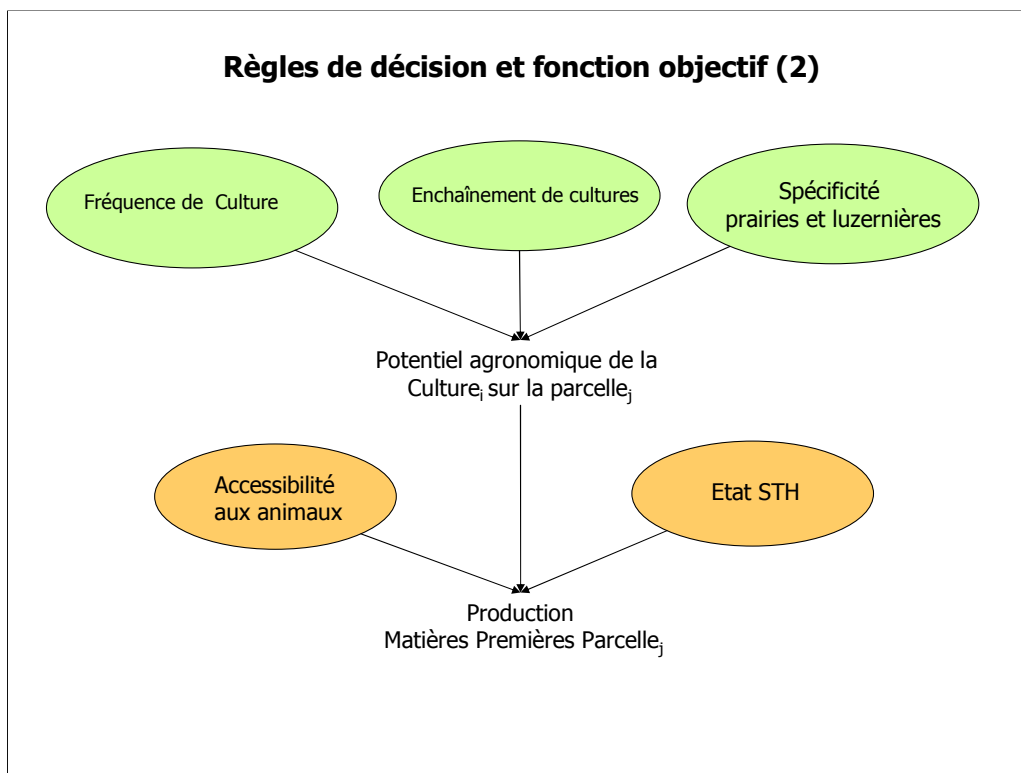 Règles de décision et fonction objectif (2)
Fréquence de Culture
Enchaînement de cultures
Spécificité
prairies et luzernières
Potentiel agronomique de la
Culturei sur la parcellej
Accessibilité
aux animaux
Etat STH
Production
Matières Premières Parcellej